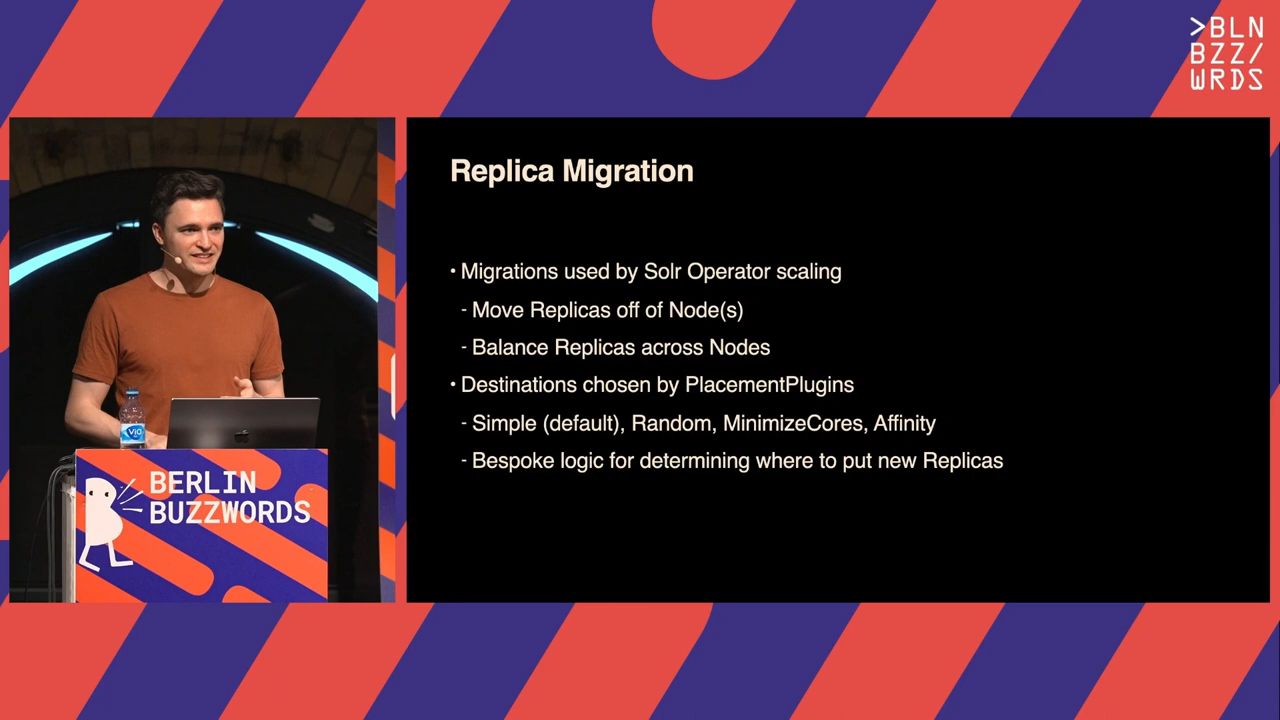 >BLN
BZZ/
WRDS
Replica Migration
• Migrations used by Solr Operator scaling
- Move Replicas off of Node(s)
- Balance Replicas across Nodes
• Destinations chosen by PlacementPlugins
- Simple (default), Random, MinimizeCores, Affinity
- Bespoke logic for determining where to put new Replicas
ViO
BERLIN
BUZZWORDS